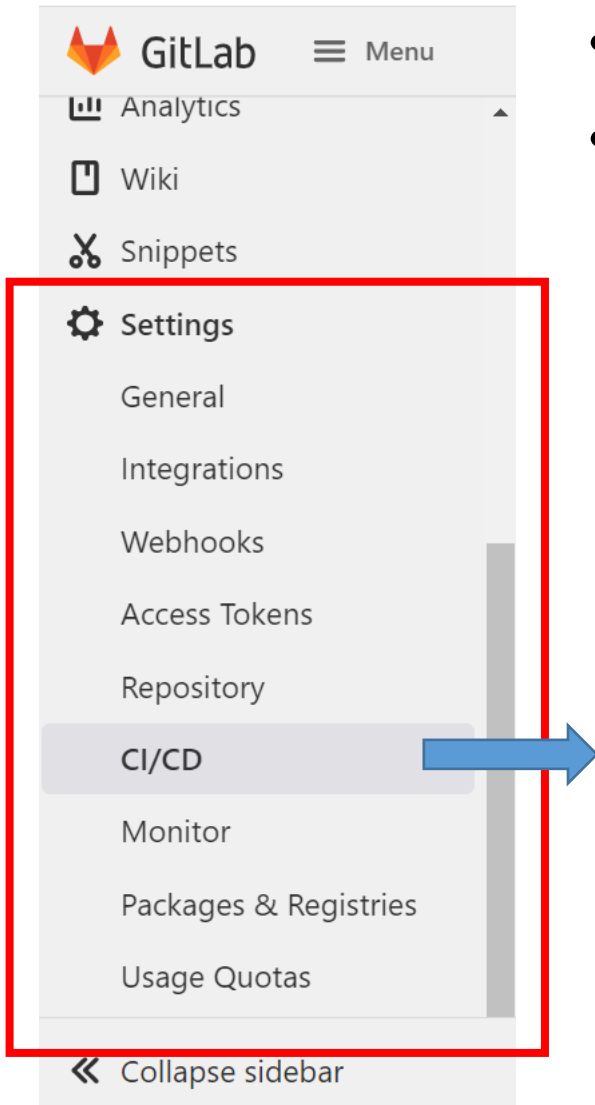 GitLab Menu
Analytics
Wiki
Snippets
Settings
General
Integrations
Webhooks
Access Tokens
Repository
CI/CD
Monitor
Packages & Registries
Usage Quotas
Collapse sidebar